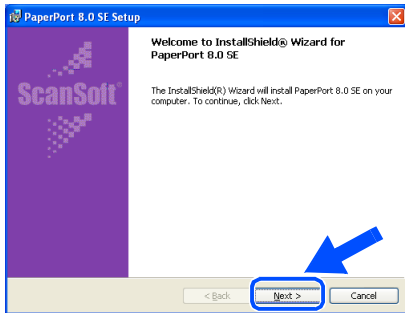 PaperPort 8.0 SE Setup
Welcome to InstallShield® Wizard for
PaperPort 8.0 SE
ScanSoft®
The InstallShield(R) Wizard will install PaperPort 8.0 SE on your
computer. To continue, click Next.
< Back
Next >
Cancel